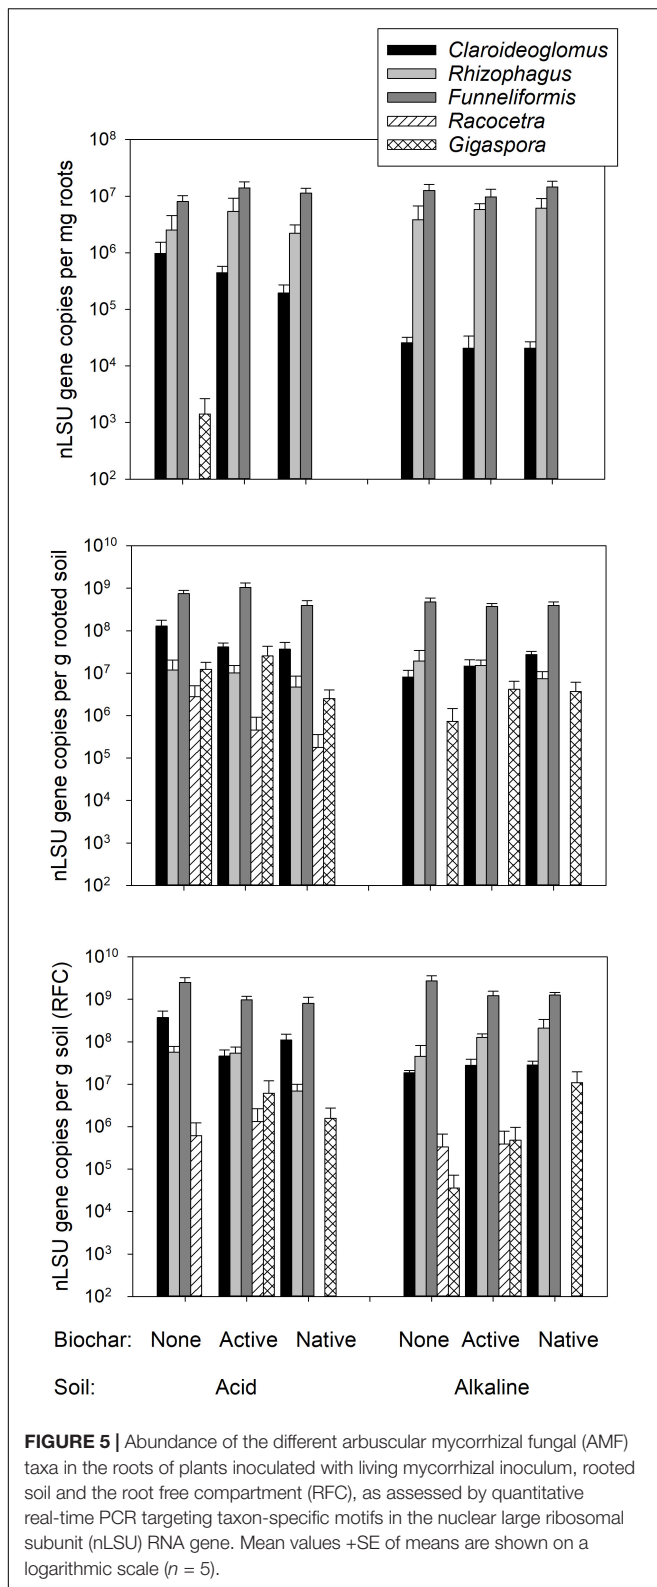 Claroideoglomus
Rhizophagus
Funneliformis
Racocetra
Gigaspora
nLSU gene copies per mg roots
10⁸
10⁷
10⁶
10⁵
10⁴
10³
10²
nLSU gene copies per g rooted soil
10¹⁰
10⁹
10⁸
10⁷
10⁶
10⁵
10⁴
10³
10²
nLSU gene copies per g soil (RFC)
10¹⁰
10⁹
10⁸
10⁷
10⁶
10⁵
10⁴
10³
10²
Biochar: None Active Native None Active Native
Soil: Acid Alkaline
FIGURE 5 | Abundance of the different arbuscular mycorrhizal fungal (AMF)
taxa in the roots of plants inoculated with living mycorrhizal inoculum, rooted
soil and the root free compartment (RFC), as assessed by quantitative
real-time PCR targeting taxon-specific motifs in the nuclear large ribosomal
subunit (nLSU) RNA gene. Mean values +SE of means are shown on a
logarithmic scale (n = 5).